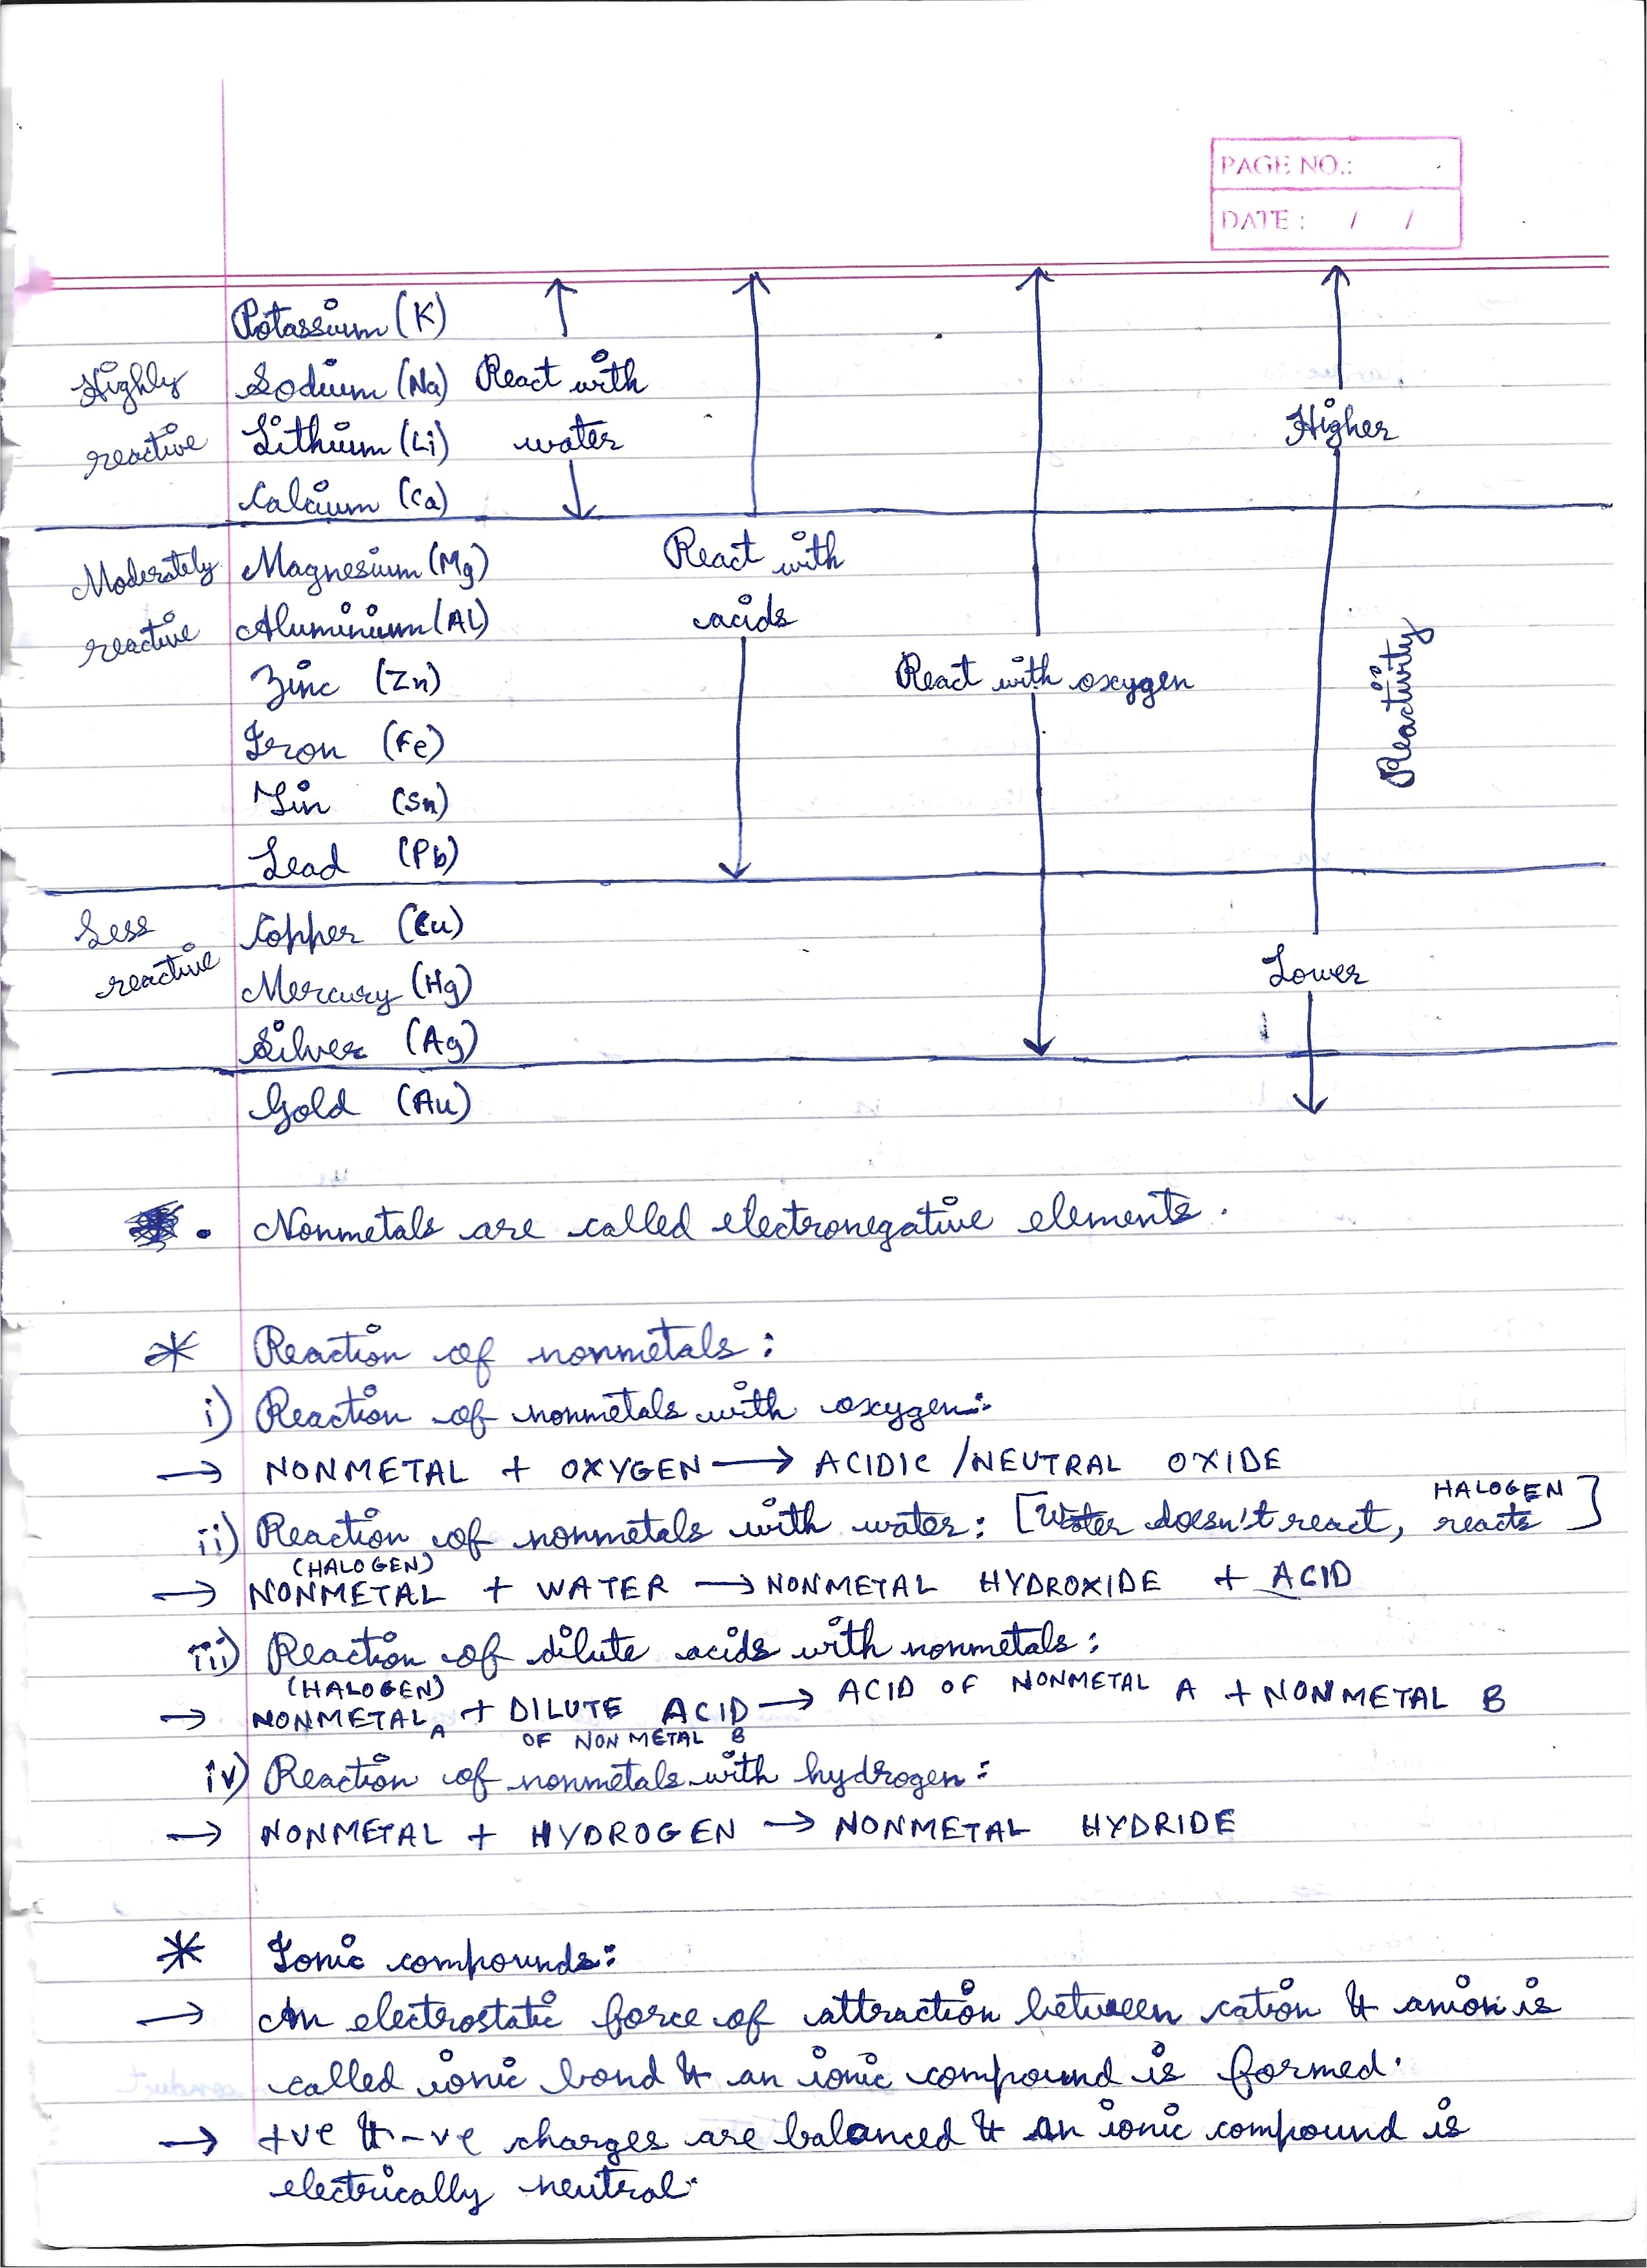 PAGE NO.:
DATE : / /
Potassium (K)
Highly Sodium (Na) React with
reactive Lithium (Li) water Higher
Calcium (Ca)
Moderately Magnesium (Mg) React with
reactive Aluminium (Al) acids
Zinc (Zn) React with oxygen Reactivity
Iron (Fe)
Tin (Sn)
Lead (Pb)
Less Copper (Cu)
reactive Mercury (Hg) Lower
Silver (Ag)
Gold (Au)
. Nonmetals are called electronegative elements.
* Reaction of nonmetals:
i) Reaction of nonmetals with oxygen:
→ NONMETAL + OXYGEN → ACIDIC / NEUTRAL OXIDE
HALOGEN
ii) Reaction of nonmetals with water: [Water doesn't react, reacts]
(HALOGEN)
→ NONMETAL + WATER → NONMETAL HYDROXIDE + ACID
iii) Reaction of dilute acids with nonmetals:
(HALOGEN)
→ NONMETAL A + DILUTE ACID → ACID OF NONMETAL A + NONMETAL B
OF NONMETAL B
iv) Reaction of nonmetals with hydrogen:
→ NONMETAL + HYDROGEN → NONMETAL HYDRIDE
* Ionic compounds:
→ An electrostatic force of attraction between cation & anion is
called ionic bond & an ionic compound is formed.
→ +ve & -ve charges are balanced & an ionic compound is
electrically neutral.